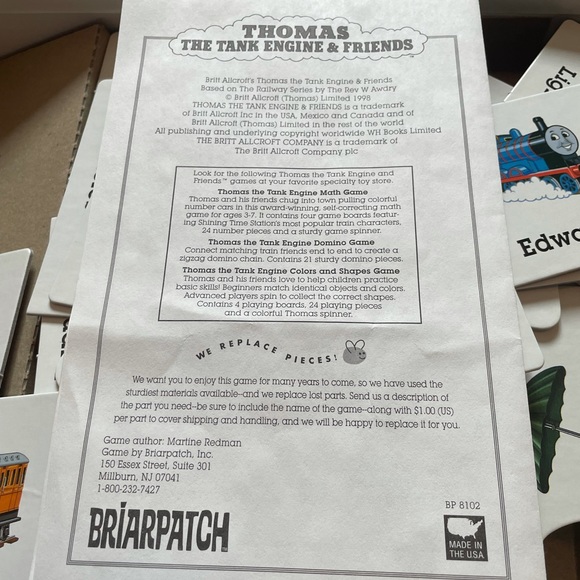 THOMAS
THE TANK ENGINE & FRIENDS™
Britt Allcroft's Thomas the Tank Engine & Friends
Based on The Railway Series by The Rev W Awdry
© Britt Allcroft (Thomas) Limited 1998
THOMAS THE TANK ENGINE & FRIENDS is a trademark
of Britt Allcroft Inc in the USA, Mexico and Canada and of
Britt Allcroft (Thomas) Limited in the rest of the world
All publishing and underlying copyright worldwide WH Books Limited
THE BRITT ALLCROFT COMPANY is a trademark of
The Britt Allcroft Company plc
Look for the following Thomas the Tank Engine and
Friends™ games at your favorite specialty toy store.
Thomas the Tank Engine Math Game
Thomas and his friends chug into town pulling colorful
number cars in this award-winning, self-correcting math
game for ages 3-7. It contains four game boards featur-
ing Shining Time Station's most popular train characters,
24 number pieces and a sturdy game spinner.
Thomas the Tank Engine Domino Game
Connect matching train friends end to end to create a
zigzag domino chain. Contains 21 sturdy domino pieces.
Thomas the Tank Engine Colors and Shapes Game
Thomas and his friends love to help children practice
basic skills! Beginners match identical objects and colors.
Advanced players spin to collect the correct shapes.
Contains 4 playing boards, 24 playing pieces
and a colorful Thomas spinner.
WE REPLACE PIECES!
We want you to enjoy this game for many years to come, so we have used the
sturdiest materials available--and we replace lost parts. Send us a description of
the part you need--be sure to include the name of the game--along with $1.00 (US)
per part to cover shipping and handling, and we will be happy to replace it for you.
Game author: Martine Redman
Game by Briarpatch, Inc.
150 Essex Street, Suite 301
Millburn, NJ 07041
1-800-232-7427
BRIARPATCH
BP 8102
MADE IN
THE USA
Edwa